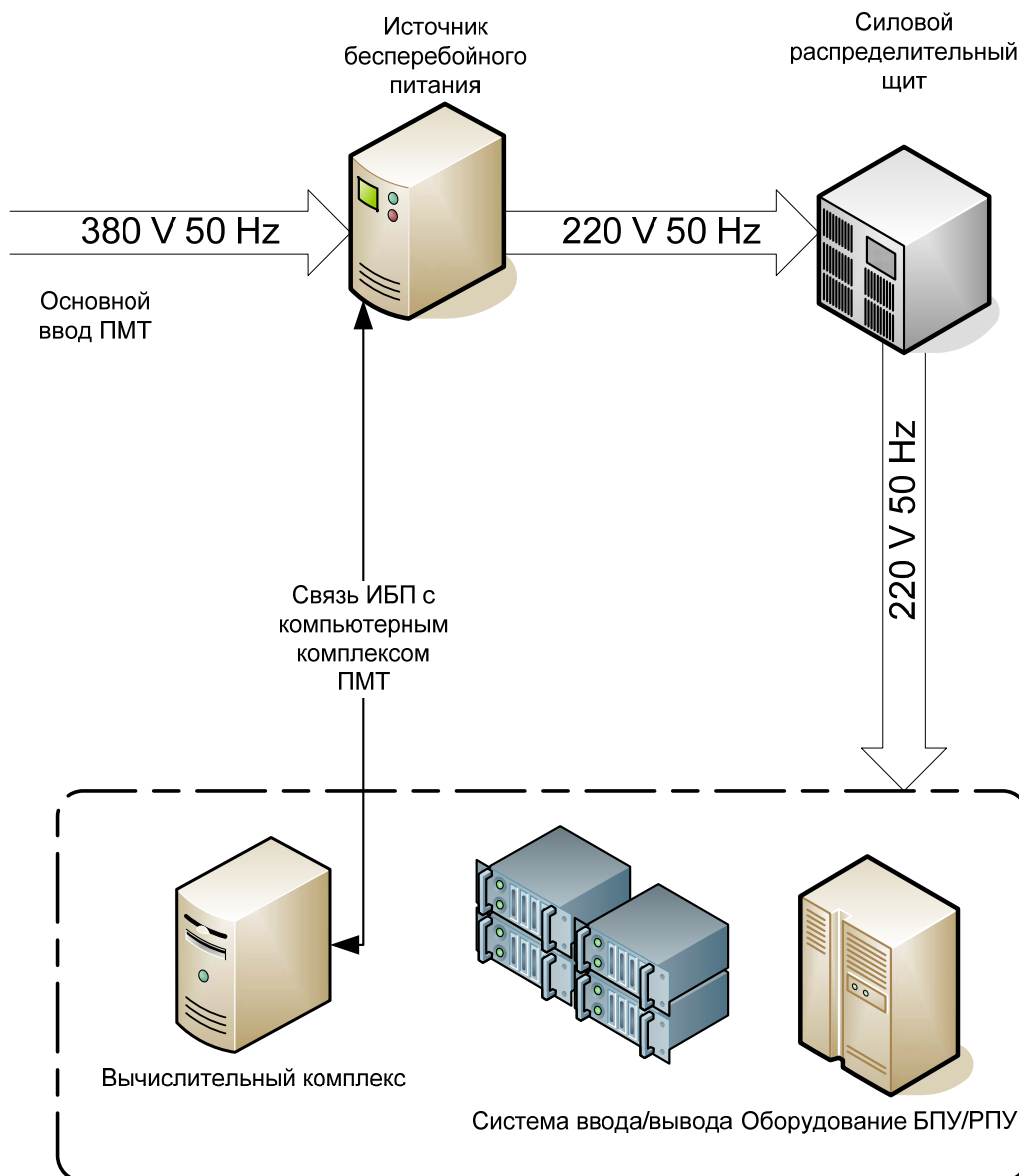 Источник
бесперебойного
питания
Силовой
распределительный
щит
380 V 50 Hz
220 V 50 Hz
Основной
ввод ПМТ
220 V 50 Hz
Связь ИБП с
компьютерным
комплексом
ПМТ
Вычислительный комплекс
Система ввода/вывода
Оборудование БПУ/РПУ